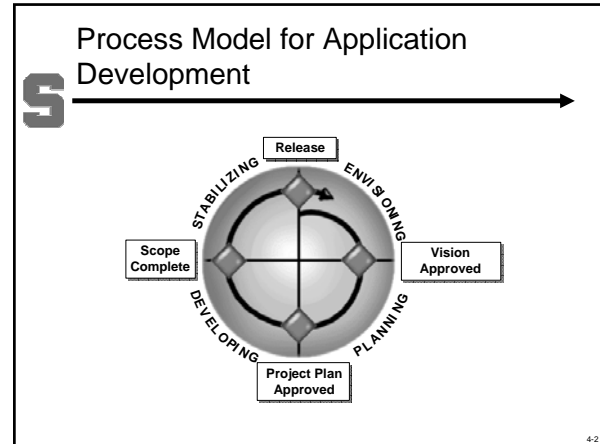 Process Model for Application
Development
S
Release
STABILIZING
ENVISIONING
Scope
Complete
Vision
Approved
DEVELOPING
PLANNING
Project Plan
Approved
4-2